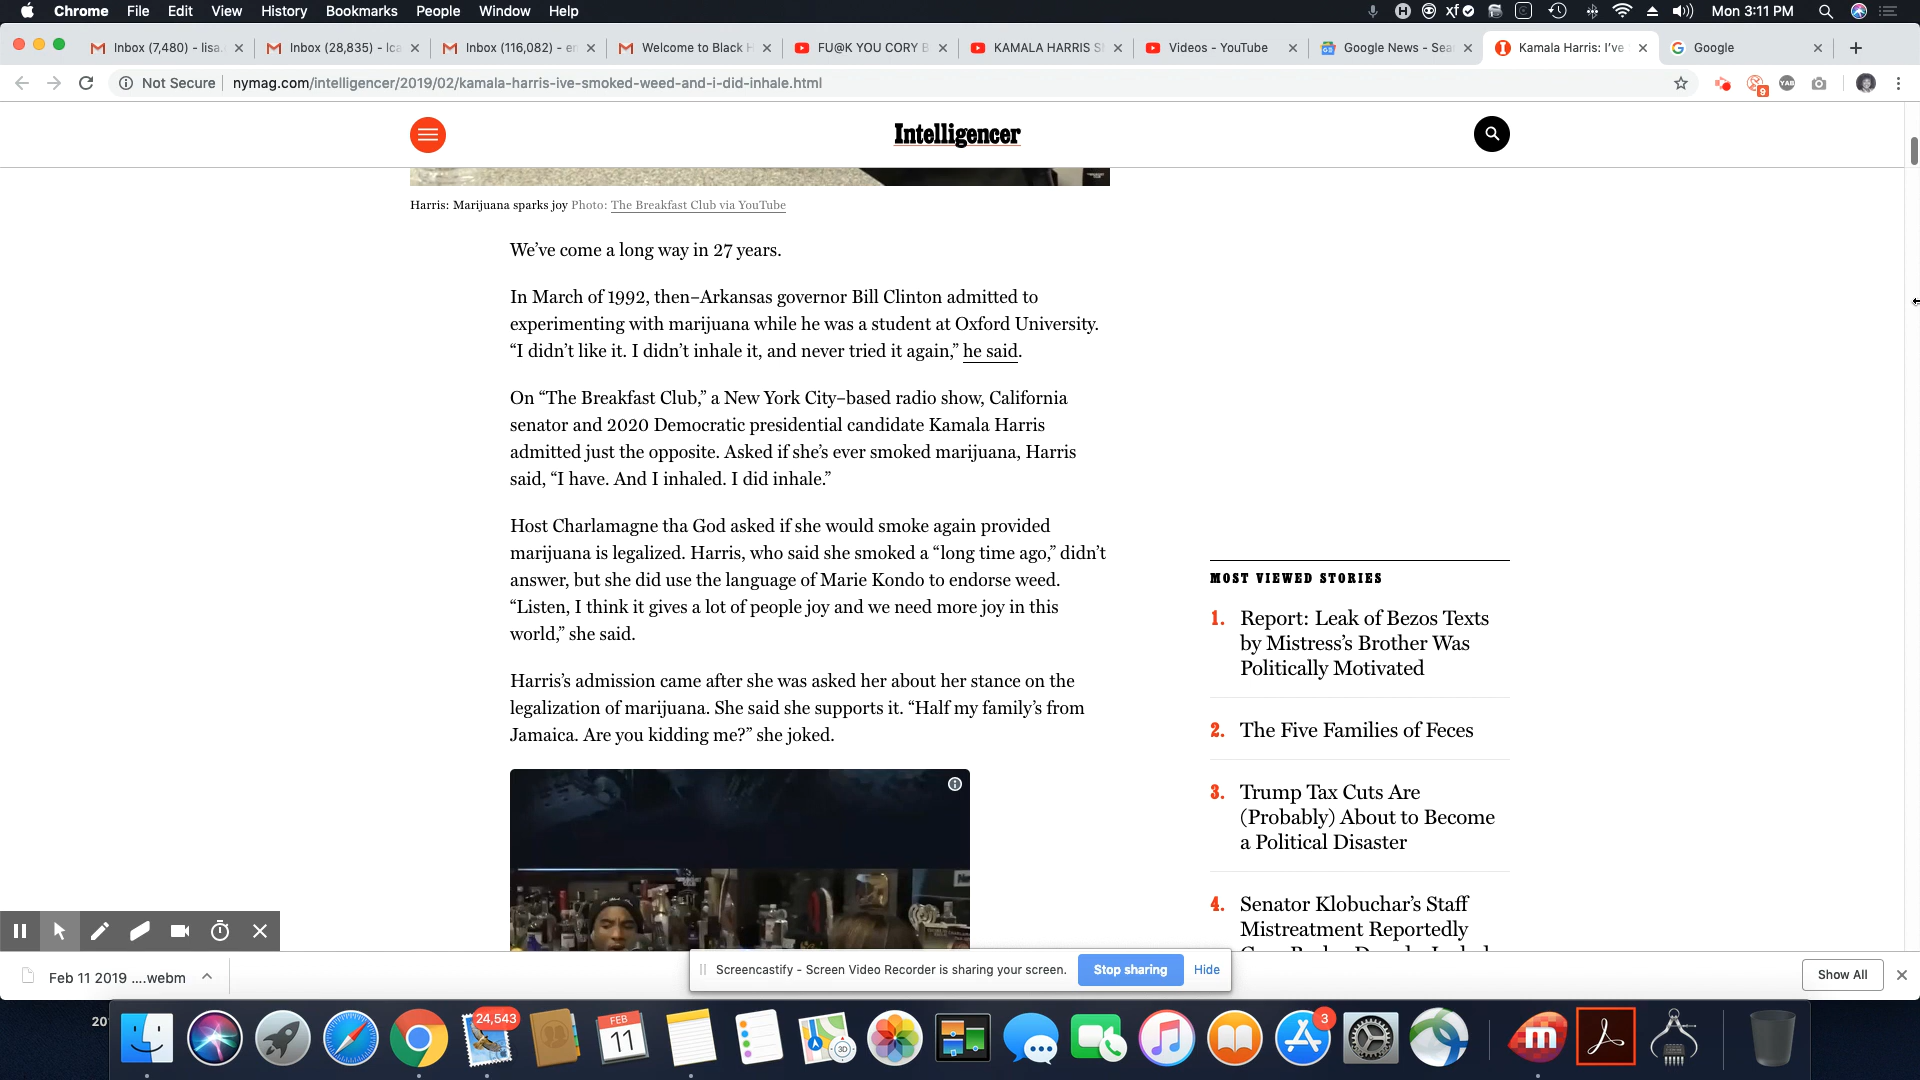 Chrome File Edit View History Bookmarks People Window Help Mon 3:11 PM
Inbox (7,480) - lisa. Inbox (28,835) - lca Inbox (116,082) - en Welcome to Black H FU@K YOU CORY B KAMALA HARRIS S Videos - YouTube Google News - Sea Kamala Harris: I've Google
Not Secure nymag.com/intelligencer/2019/02/kamala-harris-ive-smoked-weed-and-i-did-inhale.html
9
YAB
Intelligencer
Harris: Marijuana sparks joy Photo: The Breakfast Club via YouTube
We've come a long way in 27 years.
In March of 1992, then–Arkansas governor Bill Clinton admitted to
experimenting with marijuana while he was a student at Oxford University.
“I didn't like it. I didn't inhale it, and never tried it again,” he said.
On “The Breakfast Club,” a New York City–based radio show, California
senator and 2020 Democratic presidential candidate Kamala Harris
admitted just the opposite. Asked if she's ever smoked marijuana, Harris
said, “I have. And I inhaled. I did inhale.”
Host Charlamagne tha God asked if she would smoke again provided
marijuana is legalized. Harris, who said she smoked a “long time ago,” didn't
answer, but she did use the language of Marie Kondo to endorse weed.
“Listen, I think it gives a lot of people joy and we need more joy in this
world,” she said.
Harris's admission came after she was asked her about her stance on the
legalization of marijuana. She said she supports it. “Half my family's from
Jamaica. Are you kidding me?” she joked.
MOST VIEWED STORIES
1. Report: Leak of Bezos Texts
by Mistress's Brother Was
Politically Motivated
2. The Five Families of Feces
3. Trump Tax Cuts Are
(Probably) About to Become
a Political Disaster
4. Senator Klobuchar's Staff
Mistreatment Reportedly
Screencastify - Screen Video Recorder is sharing your screen. Stop sharing Hide
Feb 11 2019 ....webm
Show All
20
24,543
FEB
11
3D
3